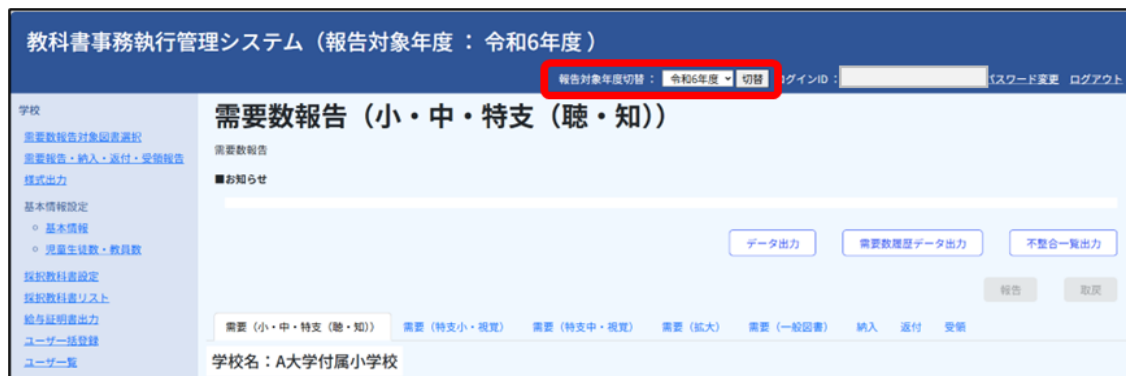 教科書事務執行管理システム（報告対象年度 ： 令和6年度 ）
報告対象年度切替 ： 令和6年度 切替 ログインID : パスワード変更 ログアウト
学校
需要数報告対象図書選択
需要報告・納入・返付・受領報告
様式出力
基本情報設定
基本情報
児童生徒数・教員数
採択教科書設定
採択教科書リスト
給与証明書出力
ユーザ一括登録
ユーザ一覧
需要数報告（小・中・特支（聴・知））
需要数報告
■お知らせ
データ出力 需要数履歴データ出力 不整合一覧出力
報告 取戻
需要（小・中・特支（聴・知）） 需要（特支小・視覚） 需要（特支中・視覚） 需要（拡大） 需要（一般図書） 納入 返付 受領
学校名：A大学付属小学校